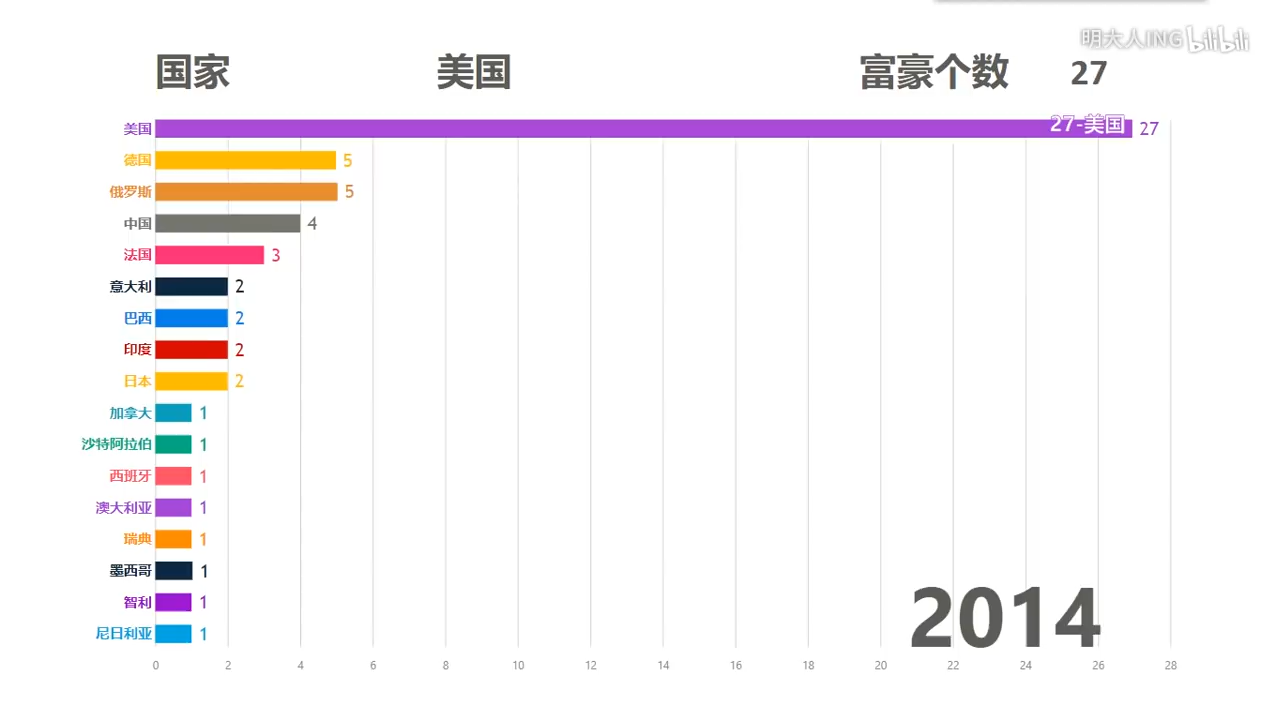 明大人ING bilibili
国家 美国 富豪个数 27
美国 27-美国 27
德国 5
俄罗斯 5
中国 4
法国 3
意大利 2
巴西 2
印度 2
日本 2
加拿大 1
沙特阿拉伯 1
西班牙 1
澳大利亚 1
瑞典 1
墨西哥 1
智利 1
尼日利亚 1
2014
0 2 4 6 8 10 12 14 16 18 20 22 24 26 28